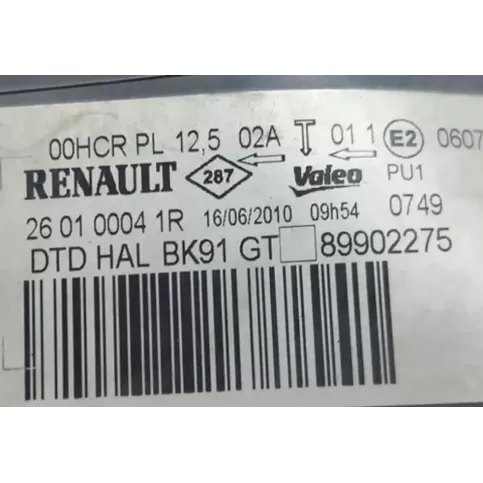 00HCR PL 12,5 02A 01 1 E2 0607
RENAULT 287 Valeo PU1
26 01 0004 1R 16/06/2010 09h54 0749
DTD HAL BK91 GT 89902275